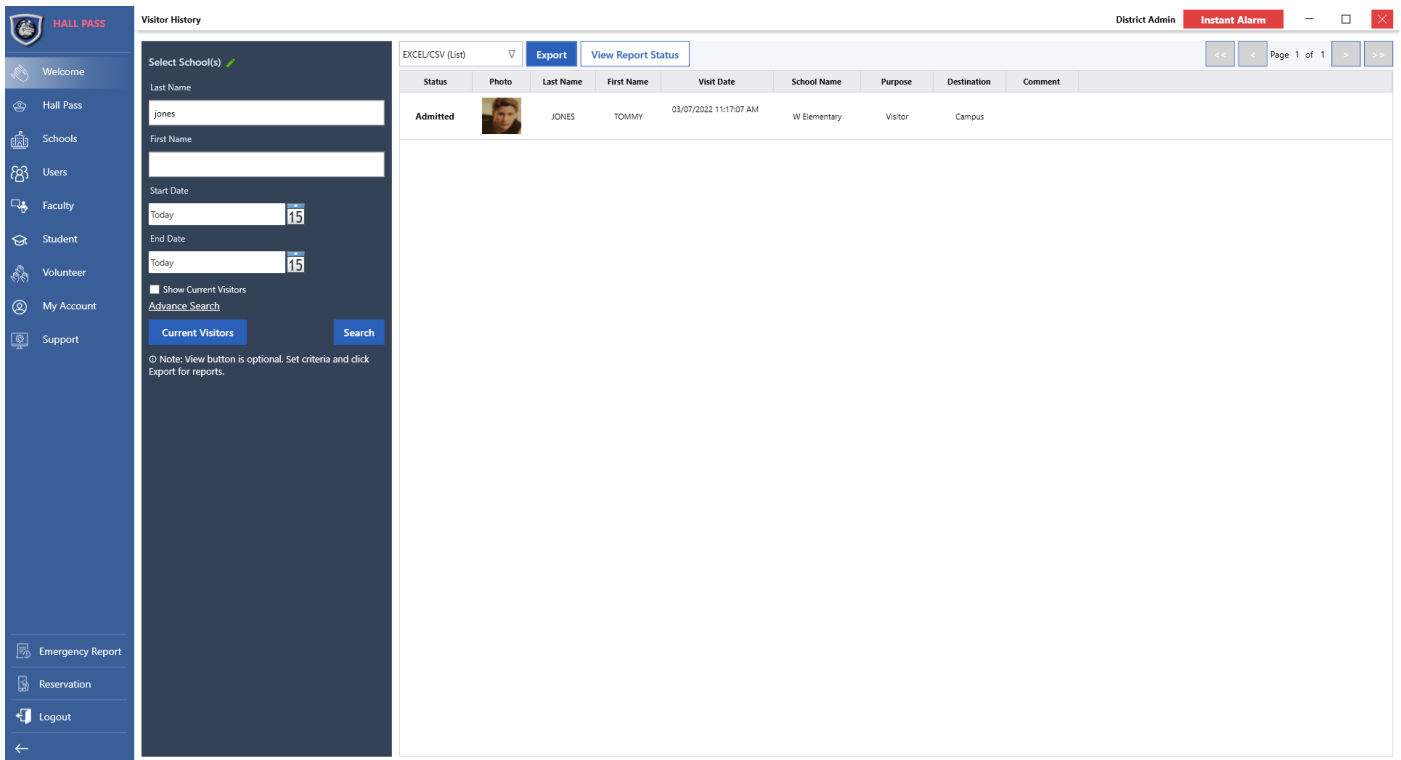 HALL PASS
Visitor History
District Admin
Instant Alarm
Welcome
Hall Pass
Schools
Users
Faculty
Student
Volunteer
My Account
Support
Emergency Report
Reservation
Logout
Select School(s)
Last Name
jones
First Name
Start Date
Today
15
End Date
Today
15
Show Current Visitors
Advance Search
Current Visitors
Search
Note: View button is optional. Set criteria and click
Export for reports.
EXCEL/CSV (List)
Export
View Report Status
<< < Page 1 of 1 > >>
Status Photo Last Name First Name Visit Date School Name Purpose Destination Comment
Admitted JONES TOMMY 03/07/2022 11:17:07 AM W Elementary Visitor Campus